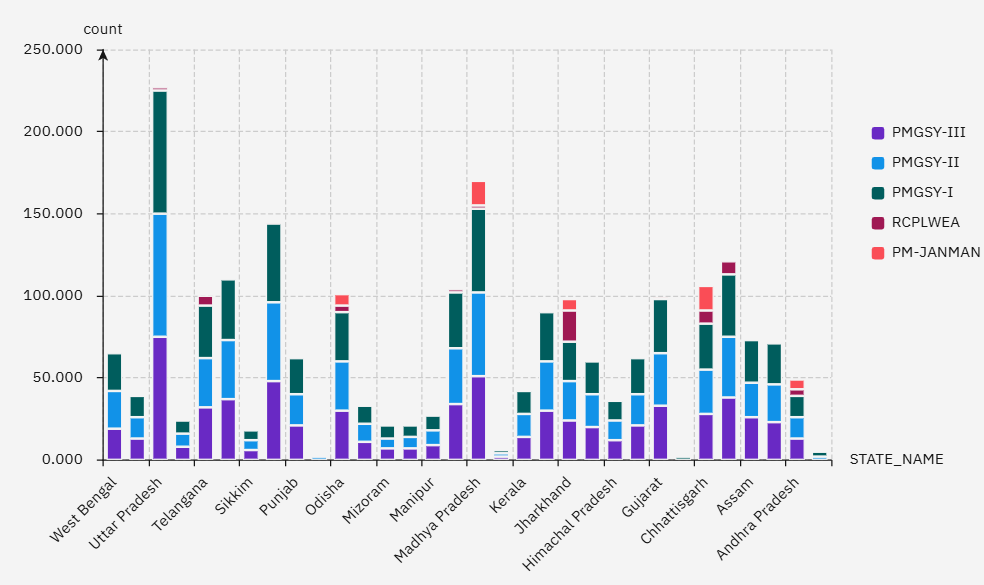 count
250.000
200.000
150.000
100.000
50.000
0.000
STATE_NAME
West Bengal
Uttar Pradesh
Telangana
Sikkim
Punjab
Odisha
Mizoram
Manipur
Madhya Pradesh
Kerala
Jharkhand
Himachal Pradesh
Gujarat
Chhattisgarh
Assam
Andhra Pradesh
PMGSY-III
PMGSY-II
PMGSY-I
RCPLWEA
PM-JANMAN